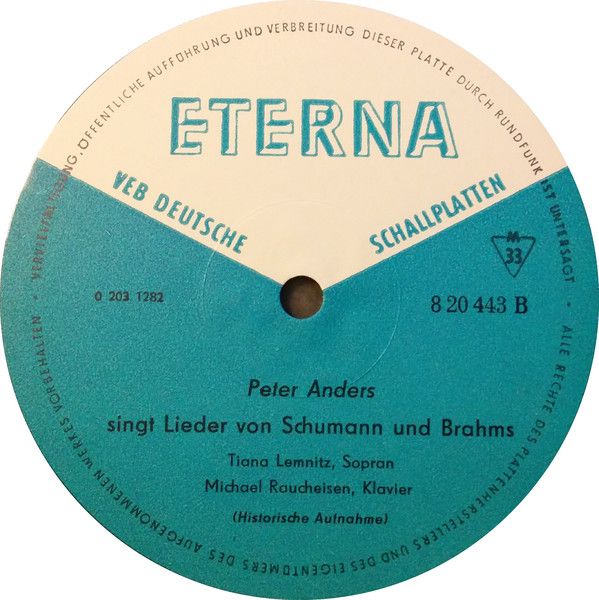 VERVIELFÄLTIGUNG, ÖFFENTLICHE AUFFÜHRUNG UND VERBREITUNG DIESER PLATTE DURCH RUNDFUNK IST UNTERSAGT •
ETERNA
VEB DEUTSCHE SCHALLPLATTEN
M
33
0 203 1282
8 20 443 B
Peter Anders
singt Lieder von Schumann und Brahms
Tiana Lemnitz, Sopran
Michael Raucheisen, Klavier
(Historische Aufnahme)
ALLE RECHTE DES PLATTENHERSTELLERS UND DES EIGENTÜMERS DES AUFGENOMMENEN WERKES VORBEHALTEN •